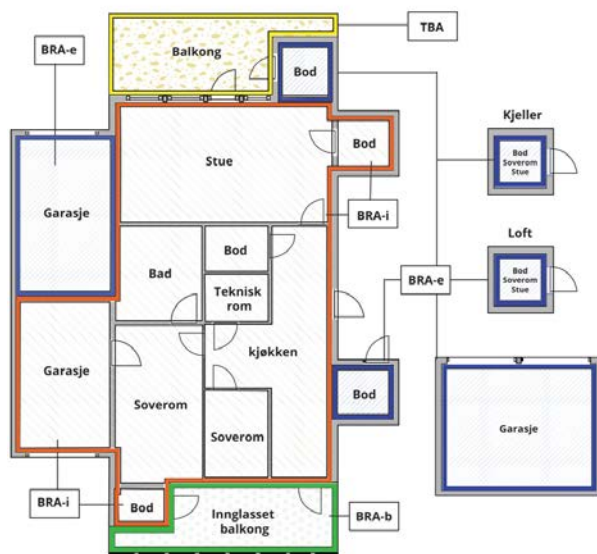 TBA
BRA-e
Balkong
Bod
Kjeller
Bod
Stue
Bod
Soverom
Stue
Garasje
BRA-i
Loft
Bod
Bad
Teknisk
rom
BRA-e
Bod
Soverom
Stue
kjøkken
Garasje
Soverom
Bod
Soverom
Garasje
BRA-i
Bod
Innglasset
balkong
BRA-b